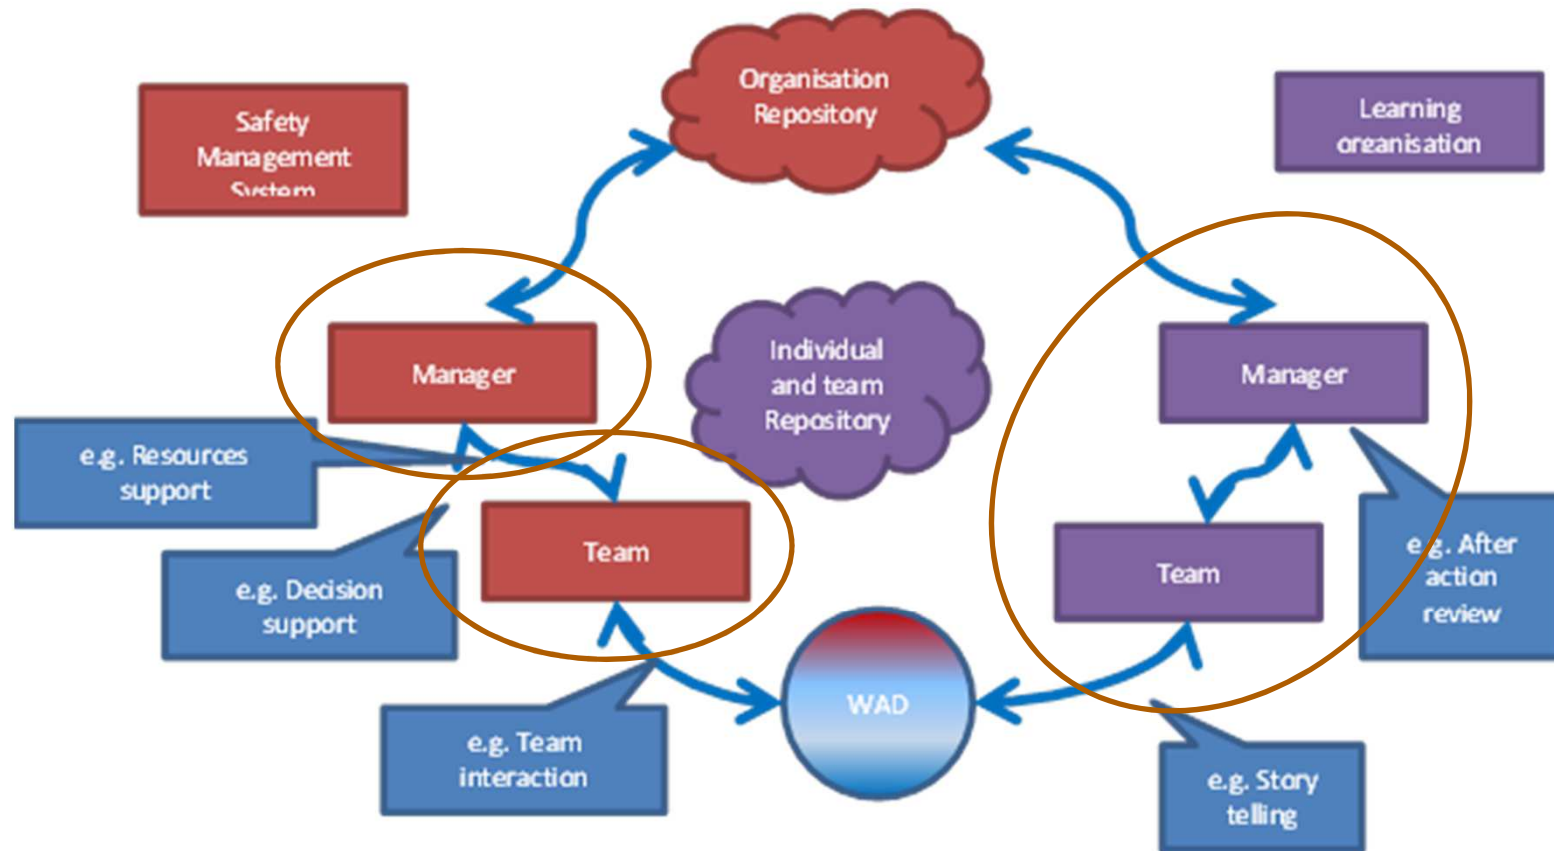 Organisation
Repository
Safety
Management
System
Learning
organisation
Individual
and team
Repository
Manager
Manager
e.g. Resources
support
Team
e.g. Decision
support
Team
e.g. After
action
review
WAD
e.g. Team
interaction
e.g. Story
telling